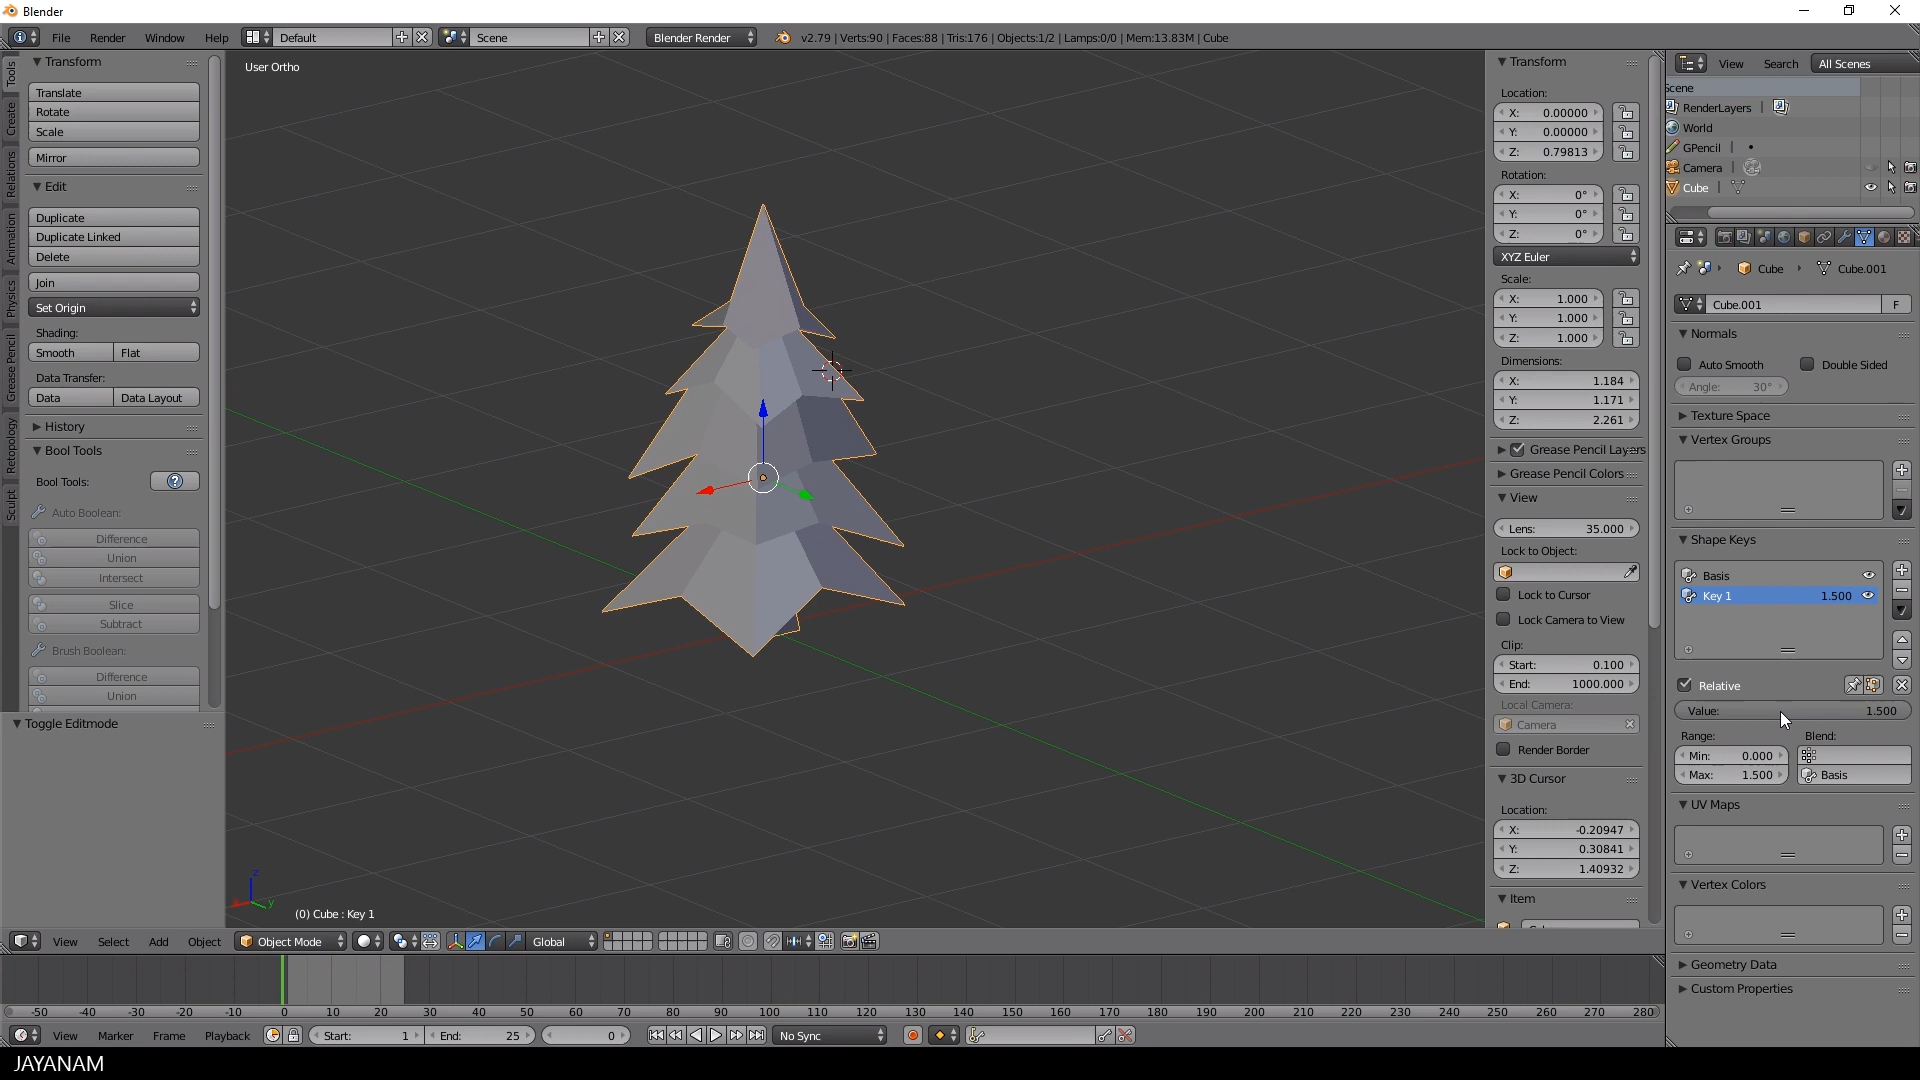 Blender
File Render Window Help Default Scene Blender Render v2.79 | Verts:90 | Faces:88 | Tris:176 | Objects:1/2 | Lamps:0/0 | Mem:13.83M | Cube
Tools
Create
Relations
Animation
Physics
Grease Pencil
Retopology
Sculpt
Transform
Translate
Rotate
Scale
Mirror
Edit
Duplicate
Duplicate Linked
Delete
Join
Set Origin
Shading:
Smooth Flat
Data Transfer:
Data Data Layout
History
Bool Tools
Bool Tools: ?
Auto Boolean:
Difference
Union
Intersect
Slice
Subtract
Brush Boolean:
Difference
Union
Toggle Editmode
User Ortho
z
y
(0) Cube : Key 1
Transform
Location:
X: 0.00000
Y: 0.00000
Z: 0.79813
Rotation:
X: 0°
Y: 0°
Z: 0°
XYZ Euler
Scale:
X: 1.000
Y: 1.000
Z: 1.000
Dimensions:
X: 1.184
Y: 1.171
Z: 2.261
Grease Pencil Layers
Grease Pencil Colors
View
Lens: 35.000
Lock to Object:
Lock to Cursor
Lock Camera to View
Clip:
Start: 0.100
End: 1000.000
Local Camera:
Camera
Render Border
3D Cursor
Location:
X: -0.20947
Y: 0.30841
Z: 1.40932
Item
View Search All Scenes
Scene
RenderLayers
World
GPencil
Camera
Cube
Cube Cube.001
Cube.001 F
Normals
Auto Smooth Double Sided
Angle: 30°
Texture Space
Vertex Groups
Shape Keys
Basis
Key 1 1.500
Relative
Value: 1.500
Range: Blend:
Min: 0.000
Max: 1.500 Basis
UV Maps
Vertex Colors
Geometry Data
Custom Properties
View Select Add Object Object Mode Global
-50 -40 -30 -20 -10 0 10 20 30 40 50 60 70 80 90 100 110 120 130 140 150 160 170 180 190 200 210 220 230 240 250 260 270 280
View Marker Frame Playback Start: 1 End: 25 0 No Sync
JAYANAM